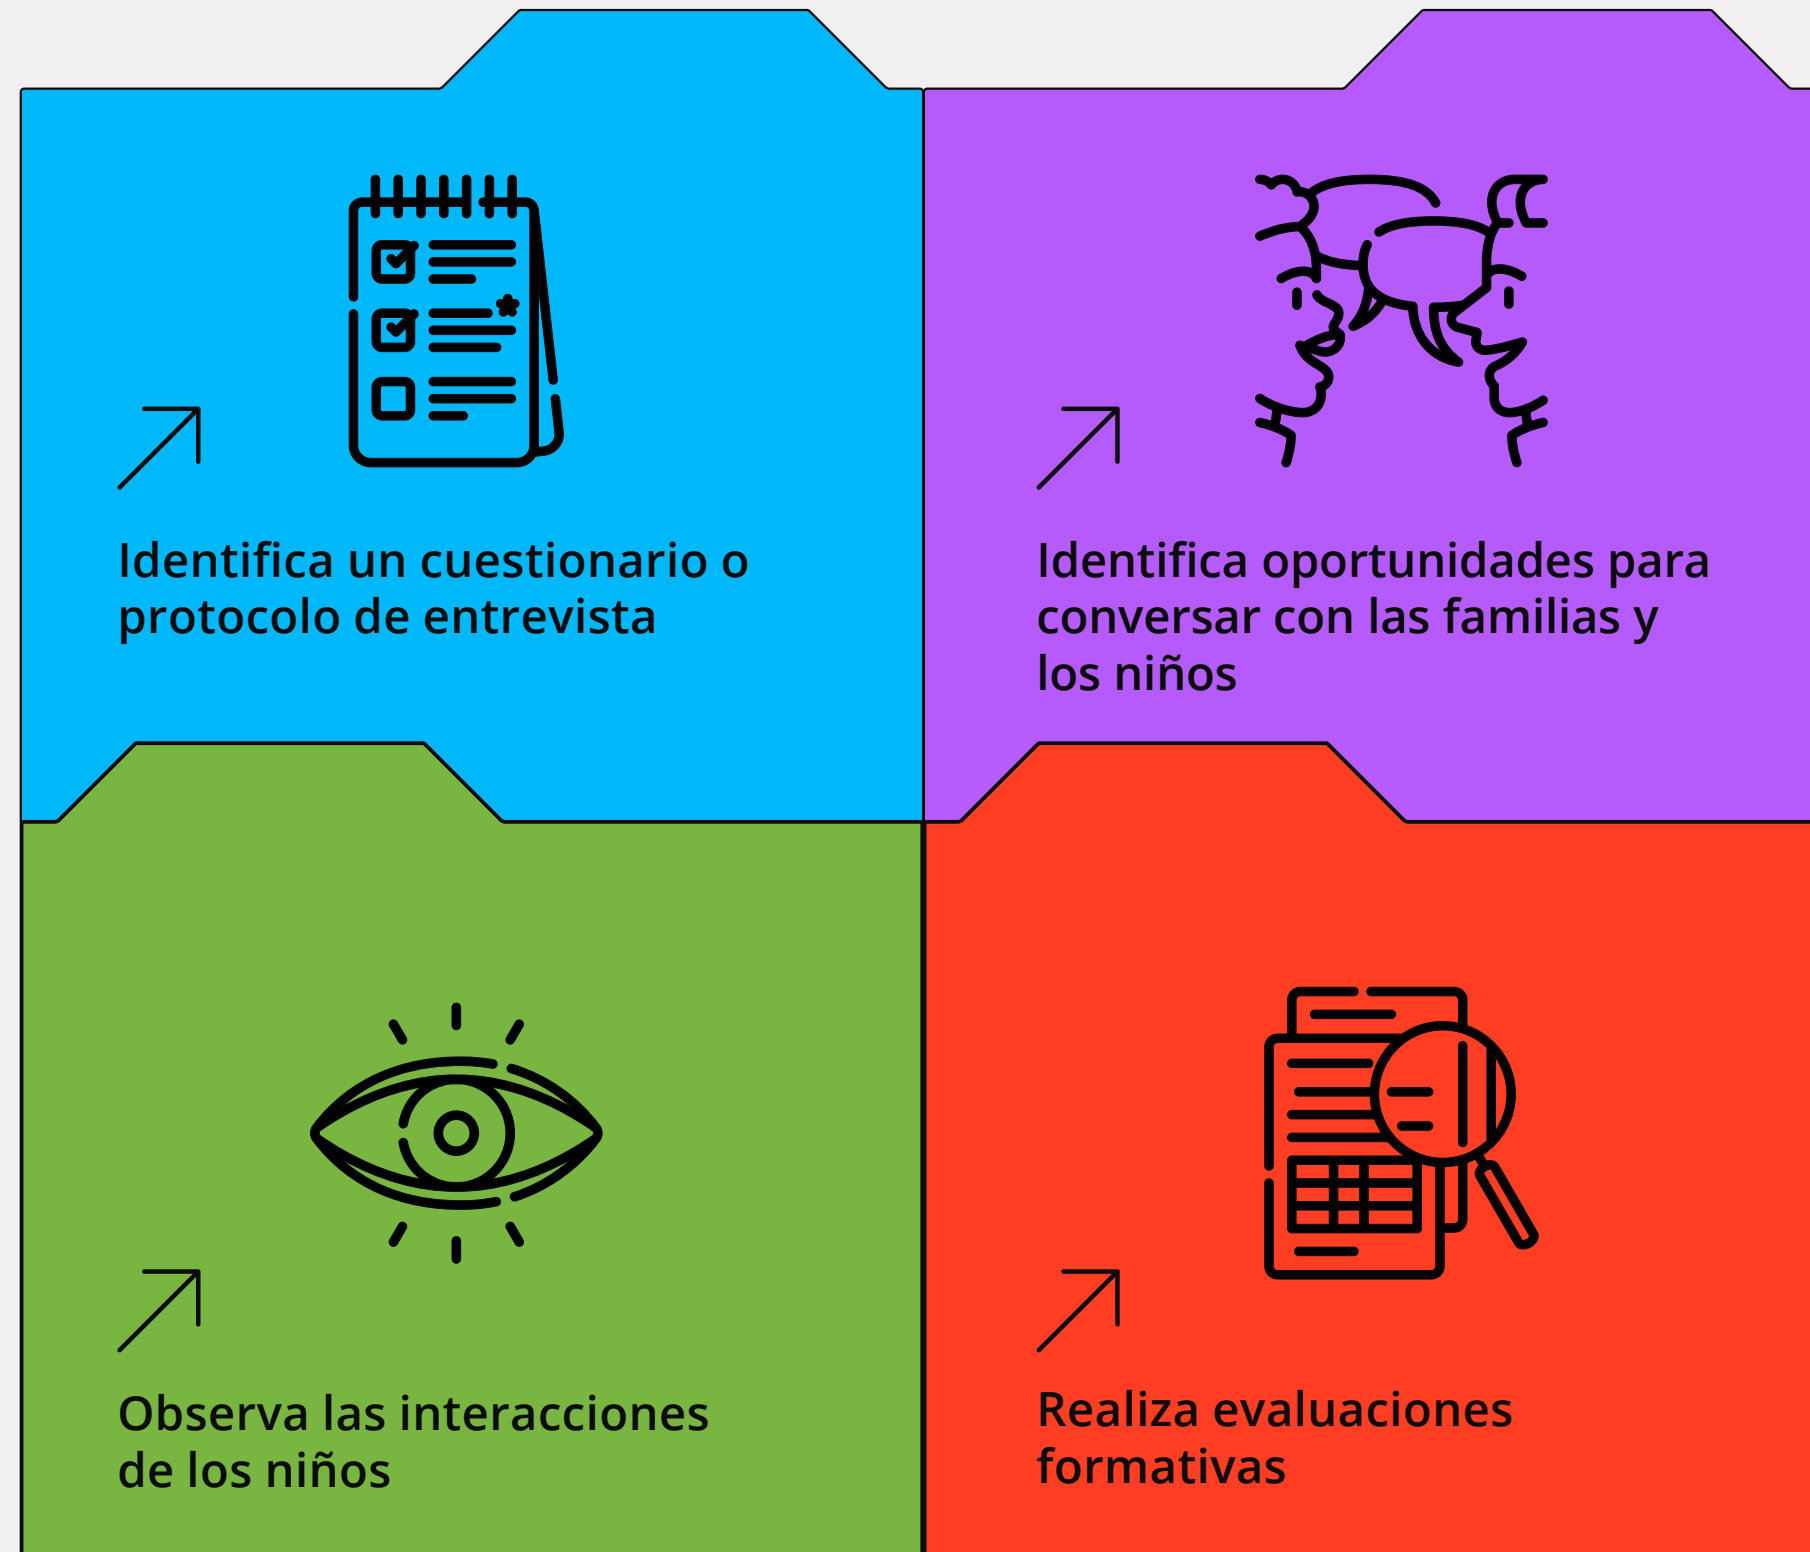 Identifica un cuestionario o
protocolo de entrevista
Identifica oportunidades para
conversar con las familias y
los niños
Observa las interacciones
de los niños
Realiza evaluaciones
formativas